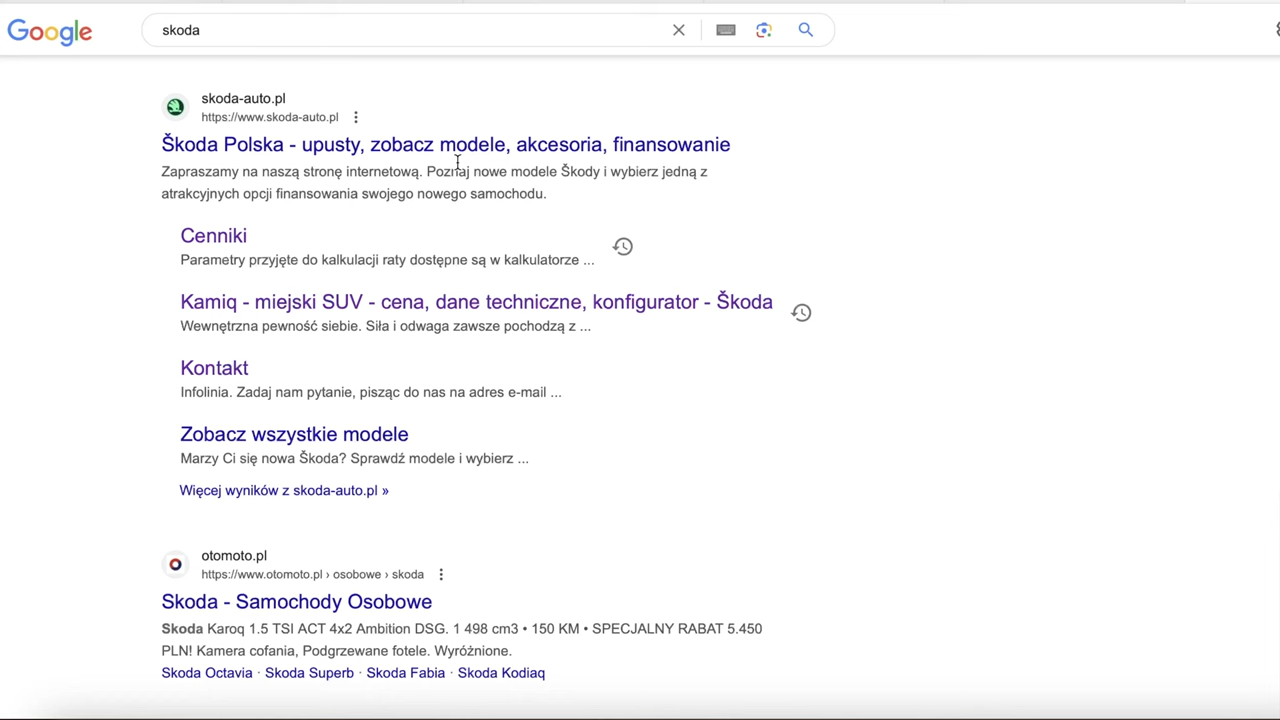 Google
skoda
skoda-auto.pl
https://www.skoda-auto.pl
Škoda Polska - upusty, zobacz modele, akcesoria, finansowanie
Zapraszamy na naszą stronę internetową. Poznaj nowe modele Škody i wybierz jedną z
atrakcyjnych opcji finansowania swojego nowego samochodu.
Cenniki
Parametry przyjęte do kalkulacji raty dostępne są w kalkulatorze ...
Kamiq - miejski SUV - cena, dane techniczne, konfigurator - Škoda
Wewnętrzna pewność siebie. Siła i odwaga zawsze pochodzą z ...
Kontakt
Infolinia. Zadaj nam pytanie, pisząc do nas na adres e-mail ...
Zobacz wszystkie modele
Marzy Ci się nowa Škoda? Sprawdź modele i wybierz ...
Więcej wyników z skoda-auto.pl »
otomoto.pl
https://www.otomoto.pl › osobowe › skoda
Skoda - Samochody Osobowe
Skoda Karoq 1.5 TSI ACT 4x2 Ambition DSG. 1 498 cm3 • 150 KM • SPECJALNY RABAT 5.450
PLN! Kamera cofania, Podgrzewane fotele. Wyróżnione.
Skoda Octavia · Skoda Superb · Skoda Fabia · Skoda Kodiaq